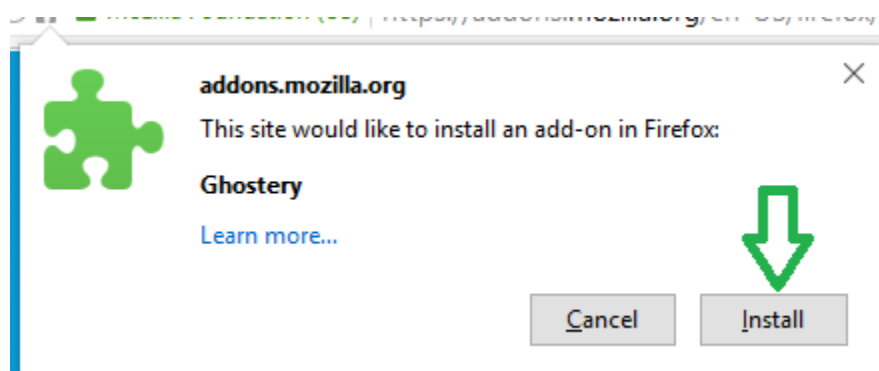 addons.mozilla.org
This site would like to install an add-on in Firefox:
Ghostery
Learn more...
Cancel
Install